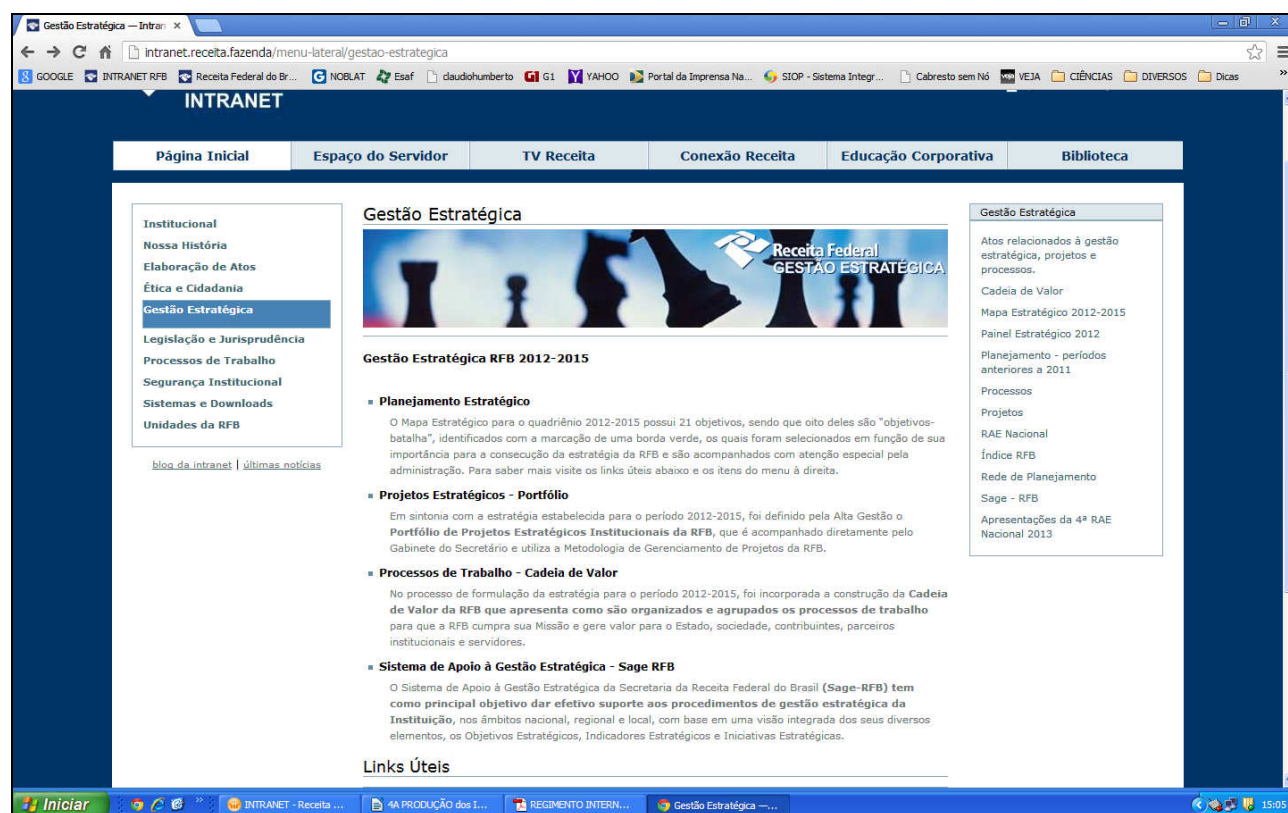 Gestão Estratégica — Intran
intranet.receita.fazenda/menu-lateral/gestao-estrategica
GOOGLE INTRANET RFB Receita Federal do Br... NOBLAT Esaf claudiohumberto G1 YAHOO Portal da Imprensa Na... SIOP - Sistema Integr... Cabresto sem Nó VEJA CIÊNCIAS DIVERSOS Dicas »
INTRANET
Página Inicial Espaço do Servidor TV Receita Conexão Receita Educação Corporativa Biblioteca
Institucional
Nossa História
Elaboração de Atos
Ética e Cidadania
Gestão Estratégica
Legislação e Jurisprudência
Processos de Trabalho
Segurança Institucional
Sistemas e Downloads
Unidades da RFB
blog da intranet | últimas notícias
Gestão Estratégica
Receita Federal
GESTÃO ESTRATÉGICA
Gestão Estratégica RFB 2012-2015
Planejamento Estratégico
O Mapa Estratégico para o quadriênio 2012-2015 possui 21 objetivos, sendo que oito deles são "objetivos-
batalha", identificados com a marcação de uma borda verde, os quais foram selecionados em função de sua
importância para a consecução da estratégia da RFB e são acompanhados com atenção especial pela
administração. Para saber mais visite os links úteis abaixo e os itens do menu à direita.
Projetos Estratégicos - Portfólio
Em sintonia com a estratégia estabelecida para o período 2012-2015, foi definido pela Alta Gestão o
Portfólio de Projetos Estratégicos Institucionais da RFB, que é acompanhado diretamente pelo
Gabinete do Secretário e utiliza a Metodologia de Gerenciamento de Projetos da RFB.
Processos de Trabalho - Cadeia de Valor
No processo de formulação da estratégia para o período 2012-2015, foi incorporada a construção da Cadeia
de Valor da RFB que apresenta como são organizados e agrupados os processos de trabalho
para que a RFB cumpra sua Missão e gere valor para o Estado, sociedade, contribuintes, parceiros
institucionais e servidores.
Sistema de Apoio à Gestão Estratégica - Sage RFB
O Sistema de Apoio à Gestão Estratégica da Secretaria da Receita Federal do Brasil (Sage-RFB) tem
como principal objetivo dar efetivo suporte aos procedimentos de gestão estratégica da
Instituição, nos âmbitos nacional, regional e local, com base em uma visão integrada dos seus diversos
elementos, os Objetivos Estratégicos, Indicadores Estratégicos e Iniciativas Estratégicas.
Links Úteis
Gestão Estratégica
Atos relacionados à gestão
estratégica, projetos e
processos.
Cadeia de Valor
Mapa Estratégico 2012-2015
Painel Estratégico 2012
Planejamento - períodos
anteriores a 2011
Processos
Projetos
RAE Nacional
Índice RFB
Rede de Planejamento
Sage - RFB
Apresentações da 4ª RAE
Nacional 2013
Iniciar » INTRANET - Receita ... 4A PRODUÇÃO dos I... REGIMENTO INTERN... Gestão Estratégica —... 15:05